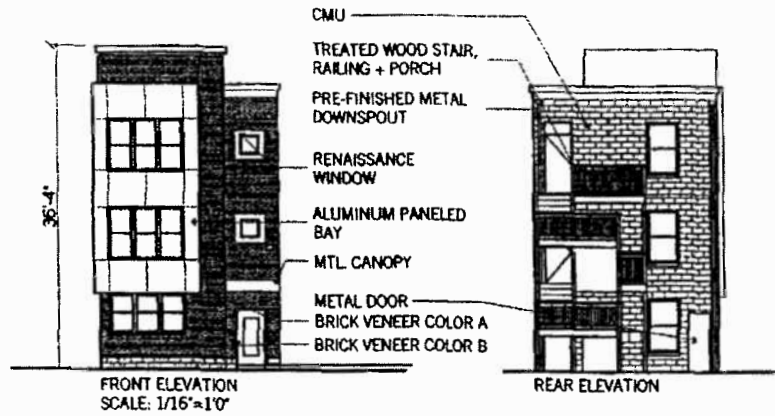 CMU
TREATED WOOD STAIR,
RAILING + PORCH
PRE-FINISHED METAL
DOWNSPOUT
RENAISSANCE
WINDOW
36'-4"
ALUMINUM PANELED
BAY
MTL. CANOPY
METAL DOOR
BRICK VENEER COLOR A
BRICK VENEER COLOR B
FRONT ELEVATION
SCALE: 1/16"=1'0"
REAR ELEVATION